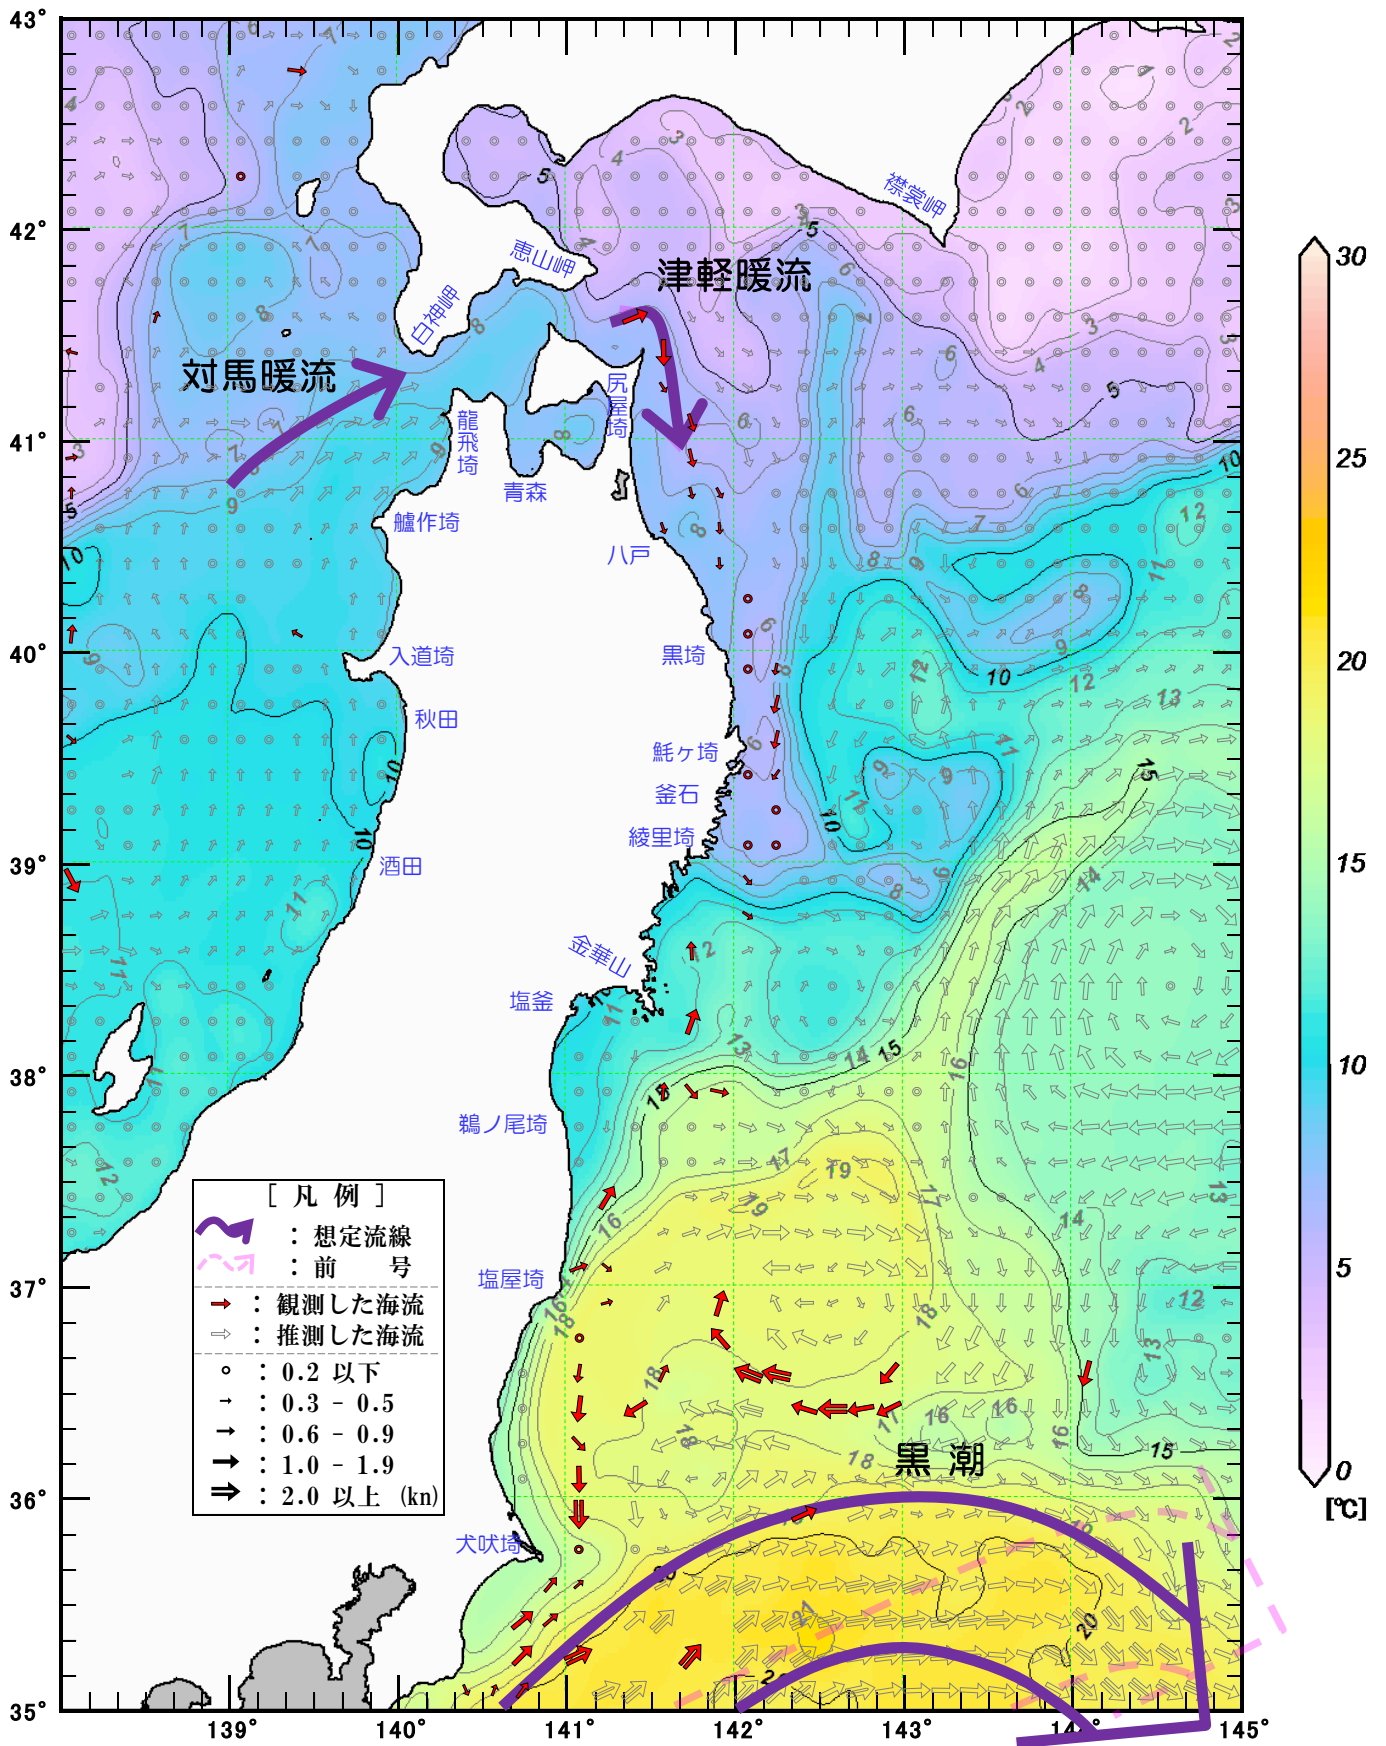 43°
42°
41°
40°
39°
38°
37°
36°
35°
139°
140°
141°
142°
143°
144°
145°
襟裳岬
恵山岬
白神岬
津軽暖流
対馬暖流
尻屋埼
龍飛埼
青森
艫作埼
八戸
入道埼
黒埼
秋田
魹ヶ埼
釜石
綾里埼
酒田
金華山
塩釜
鵜ノ尾埼
塩屋埼
黒潮
犬吠埼
[ 凡 例 ]
: 想定流線
: 前 号
: 観測した海流
: 推測した海流
: 0.2 以下
: 0.3 - 0.5
: 0.6 - 0.9
: 1.0 - 1.9
: 2.0 以上 (kn)
30
25
20
15
10
5
0
[℃]